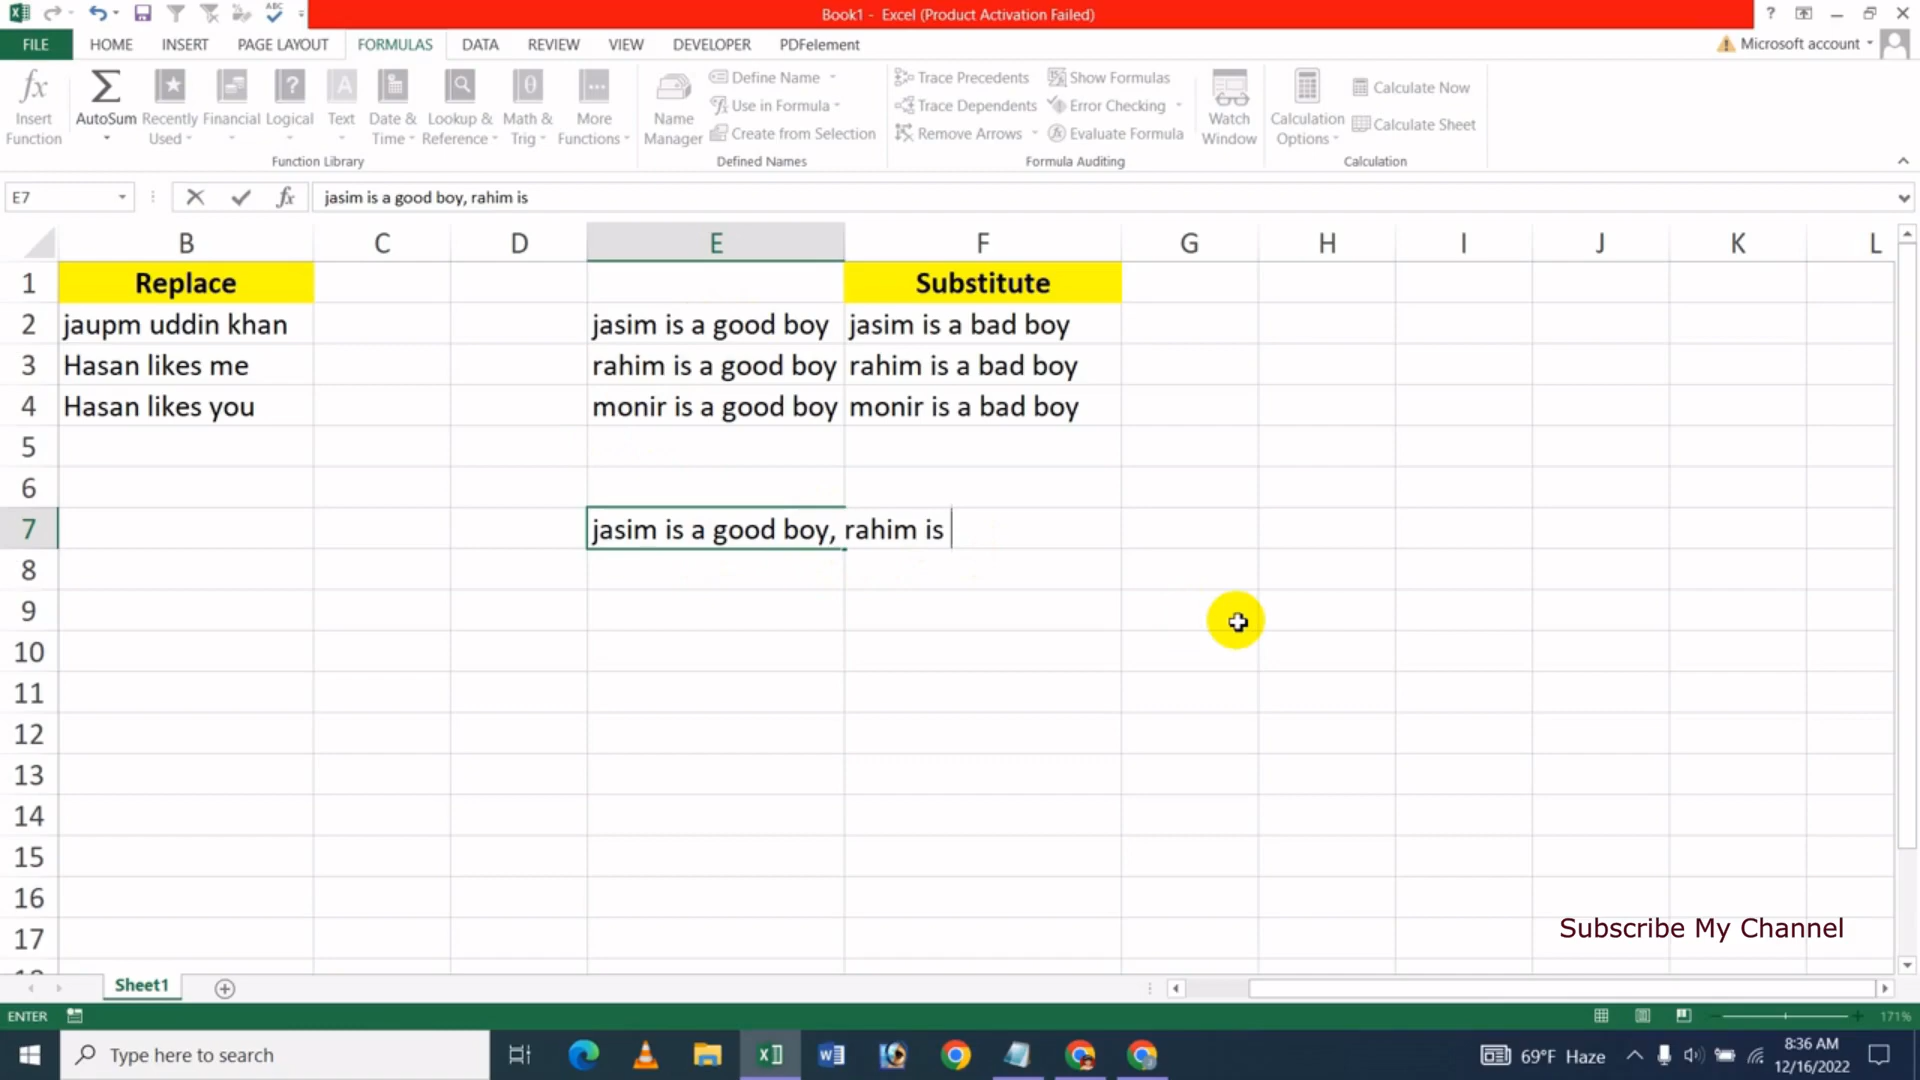 Book1 - Excel (Product Activation Failed)
FILE HOME INSERT PAGE LAYOUT FORMULAS DATA REVIEW VIEW DEVELOPER PDFelement Microsoft account
fx Insert Function
Σ AutoSum
Recently Used
Financial
Logical
Text
Date & Time
Lookup & Reference
Math & Trig
More Functions
Function Library
Name Manager
Define Name
Use in Formula
Create from Selection
Defined Names
Trace Precedents
Trace Dependents
Remove Arrows
Show Formulas
Error Checking
Evaluate Formula
Formula Auditing
Watch Window
Calculation Options
Calculate Now
Calculate Sheet
Calculation
E7 fx jasim is a good boy, rahim is
B C D E F G H I J K L
1 Replace Substitute
2 jaupm uddin khan jasim is a good boy jasim is a bad boy
3 Hasan likes me rahim is a good boy rahim is a bad boy
4 Hasan likes you monir is a good boy monir is a bad boy
5
6
7 jasim is a good boy, rahim is
8
9
10
11
12
13
14
15
16
17
Subscribe My Channel
Sheet1
ENTER 171%
Type here to search 69°F Haze 8:36 AM
12/16/2022